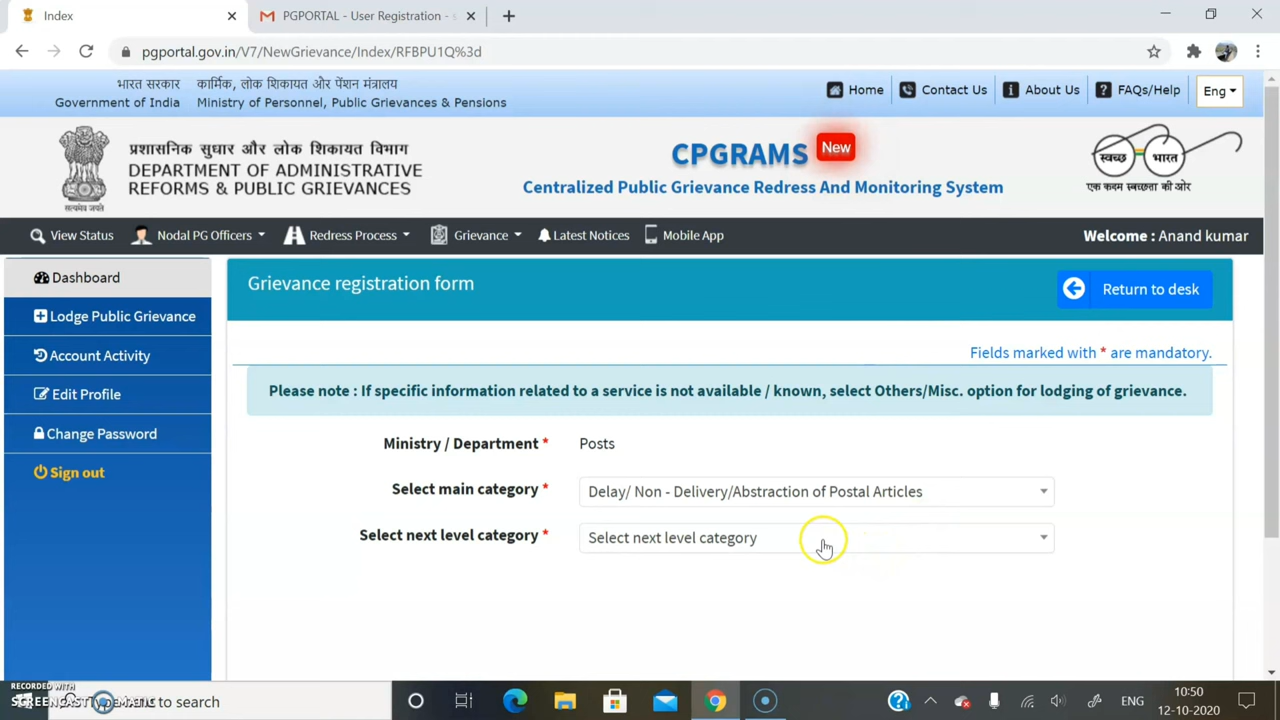 Index
PGPORTAL - User Registration - s
pgportal.gov.in/V7/NewGrievance/Index/RFBPU1Q%3d
भारत सरकार कार्मिक, लोक शिकायत और पेंशन मंत्रालय
Government of India Ministry of Personnel, Public Grievances & Pensions
Home
Contact Us
About Us
FAQs/Help
Eng
प्रशासनिक सुधार और लोक शिकायत विभाग
DEPARTMENT OF ADMINISTRATIVE
REFORMS & PUBLIC GRIEVANCES
सत्यमेव जयते
CPGRAMS New
Centralized Public Grievance Redress And Monitoring System
स्वच्छ भारत
एक कदम स्वच्छता की ओर
View Status
Nodal PG Officers
Redress Process
Grievance
Latest Notices
Mobile App
Welcome : Anand kumar
Dashboard
Lodge Public Grievance
Account Activity
Edit Profile
Change Password
Sign out
Grievance registration form
Return to desk
Fields marked with * are mandatory.
Please note : If specific information related to a service is not available / known, select Others/Misc. option for lodging of grievance.
Ministry / Department * Posts
Select main category * Delay/ Non - Delivery/Abstraction of Postal Articles
Select next level category * Select next level category
RECORDED WITH
SCREENCAST MATIC
to search
ENG
10:50
12-10-2020